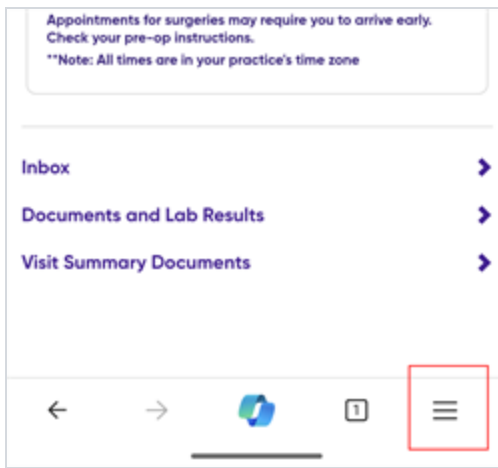 Appointments for surgeries may require you to arrive early.
Check your pre-op instructions.
**Note: All times are in your practice's time zone
Inbox
Documents and Lab Results
Visit Summary Documents
1